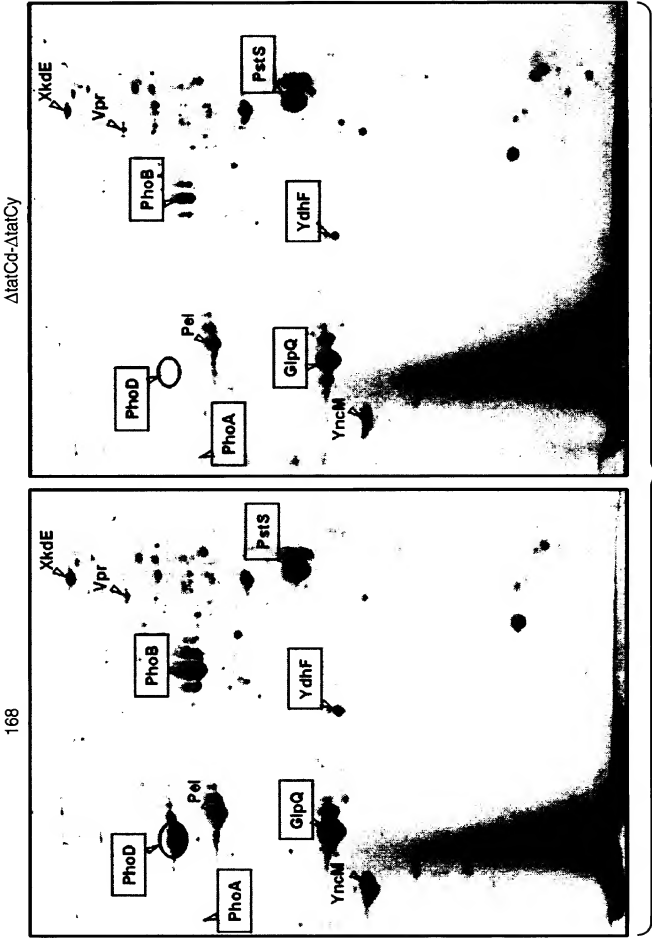 168
XkdE
Vpr
PhoD
PhoB
Pel
PhoA
PstS
GlpQ
YdhF
YncM
ΔtatCd-ΔtatCy
XkdE
Vpr
PhoD
PhoB
Pel
PhoA
PstS
GlpQ
YdhF
YncM